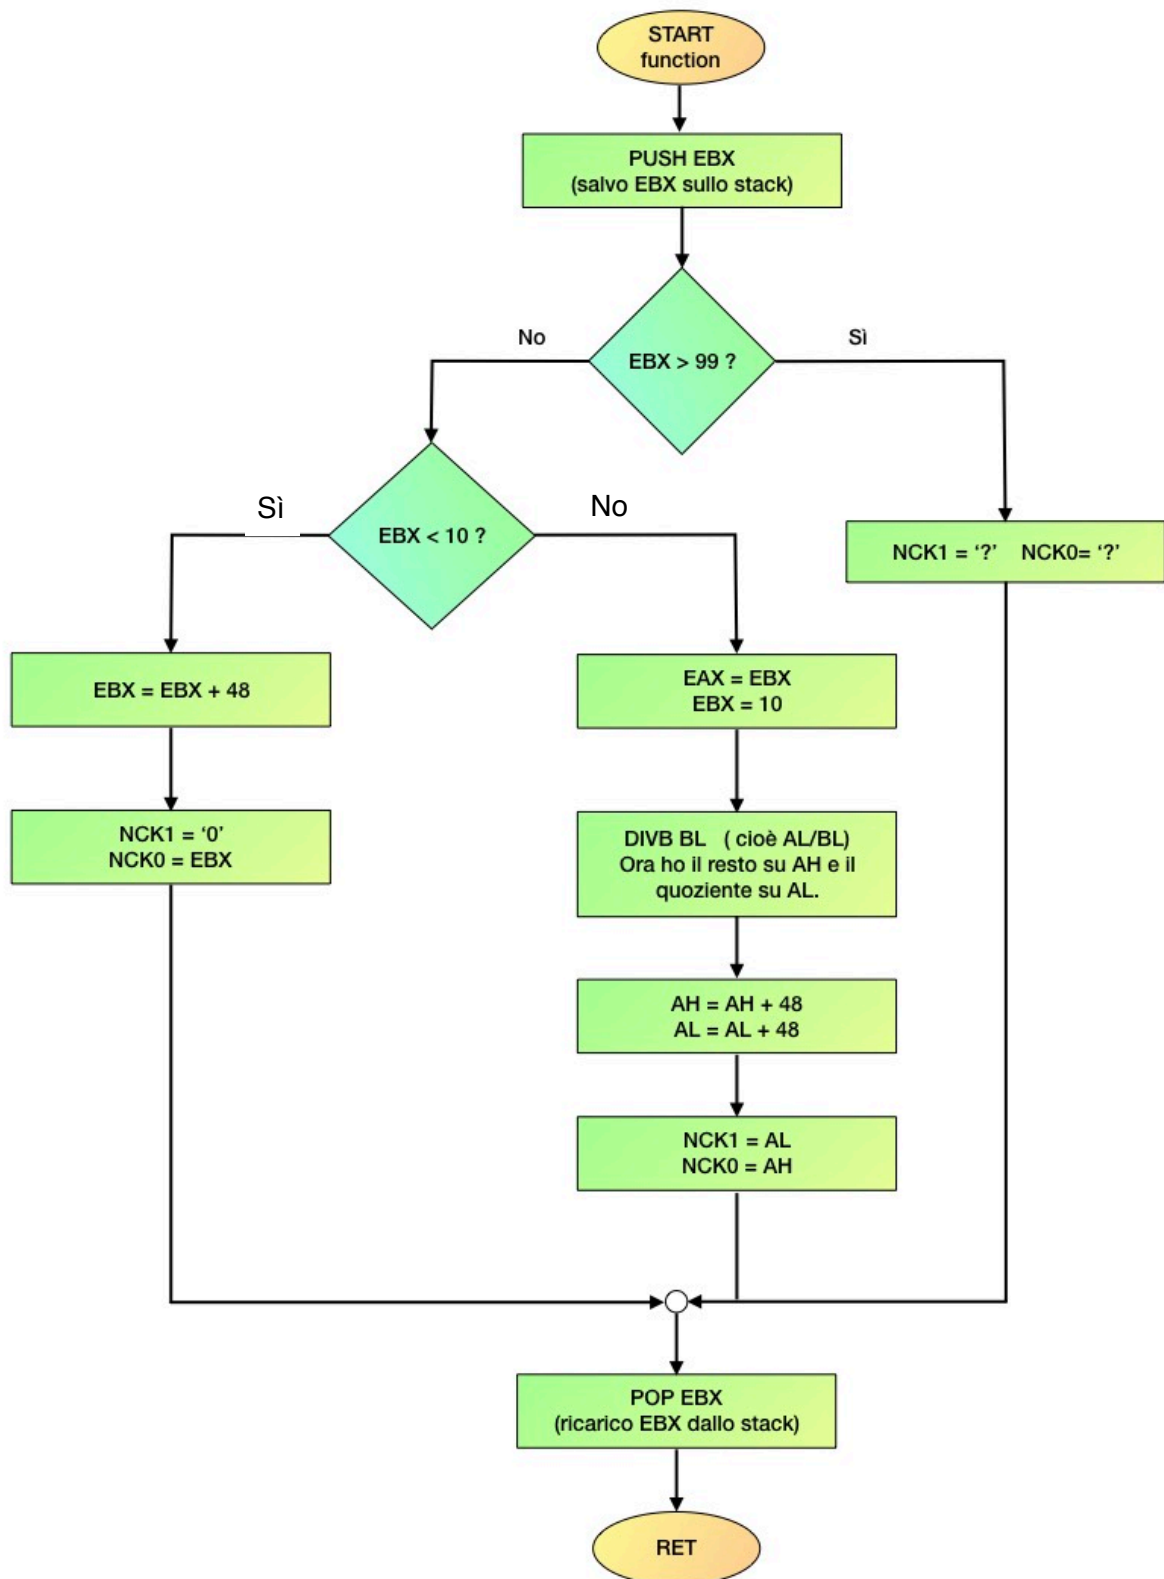 START
function
PUSH EBX
(salvo EBX sullo stack)
No
Sì
EBX > 99 ?
Sì
No
EBX < 10 ?
NCK1 = ‘?’ NCK0= ‘?’
EBX = EBX + 48
EAX = EBX
EBX = 10
NCK1 = ‘0’
NCK0 = EBX
DIVB BL ( cioè AL/BL)
Ora ho il resto su AH e il
quoziente su AL.
AH = AH + 48
AL = AL + 48
NCK1 = AL
NCK0 = AH
POP EBX
(ricarico EBX dallo stack)
RET